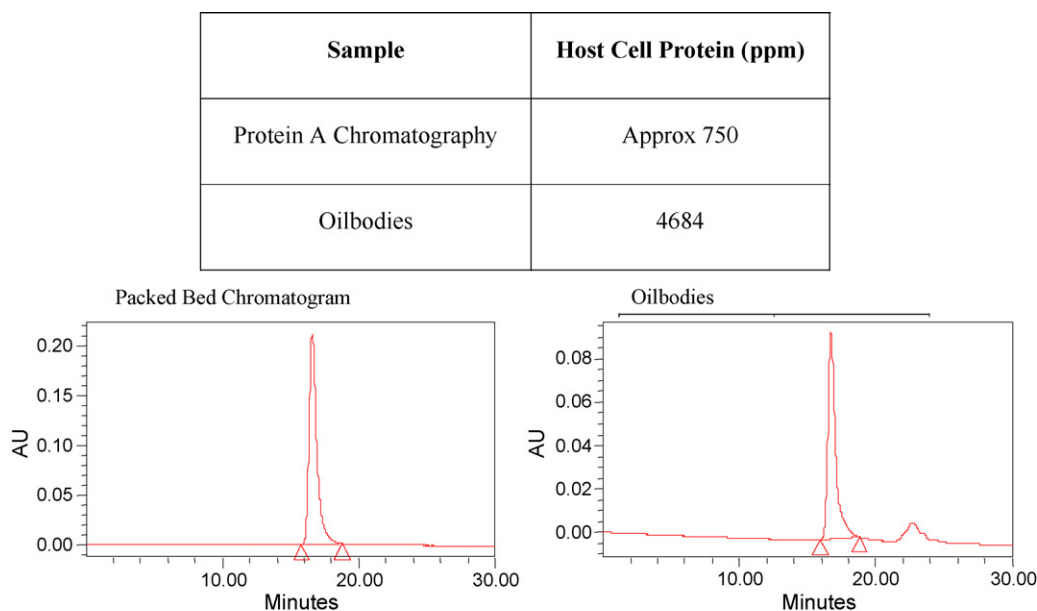 Sample Host Cell Protein (ppm)
Protein A Chromatography Approx 750
Oilbodies 4684
Packed Bed Chromatogram
0.20
0.15
0.10
0.05
0.00
AU
10.00 20.00 30.00
Minutes
Oilbodies
0.08
0.06
0.04
0.02
0.00
AU
10.00 20.00 30.00
Minutes